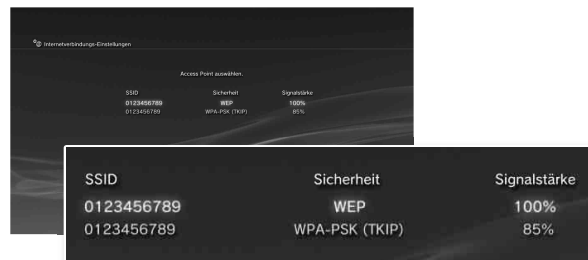 Internetverbindungs-Einstellungen
Access Point auswählen.
SSID Sicherheit Signalstärke
0123456789 WEP 100%
0123456789 WPA-PSK (TKIP) 85%
SSID Sicherheit Signalstärke
0123456789 WEP 100%
0123456789 WPA-PSK (TKIP) 85%